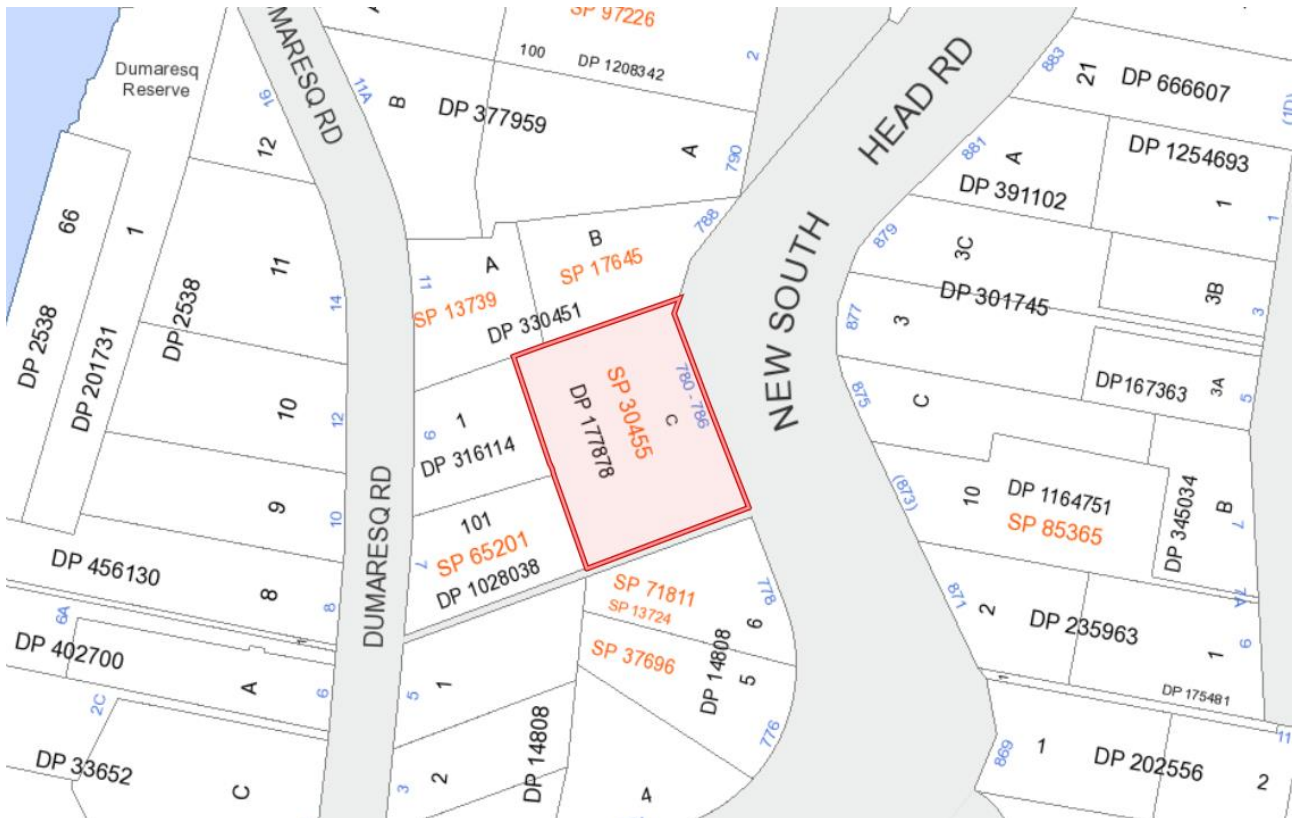 SP 97226
100
DP 1208342
2
Dumaresq
Reserve
DUMARESQ RD
11A
B
DP 377959
A
790
16
12
HEAD RD
883
21
DP 666607
(1D)
881
A
DP 1254693
DP 391102
1
1
66
1
788
B
SP 17645
A
11
SP 13739
DP 330451
879
3C
3B
3
DP 301745
11
14
DP 2538
DP 2538
DP 201731
NEW SOUTH
877
3
DP167363
3A
5
780 - 786
C
SP 30455
DP 177878
875
C
10
12
1
9
DP 316114
DUMARESQ RD
9
10
101
SP 65201
7
DP 1028038
(873)
10
DP 1164751
SP 85365
DP 345034
B
7
7A
DP 456130
8
8
SP 71811
SP 13724
778
6
SP 37696
DP 14808
5
776
871
2
DP 235963
1
9
DP 175481
1
6A
1
DP 402700
A
6
5
1
2C
DP 33652
C
3
2
DP 14808
4
869
1
DP 202556
2
11